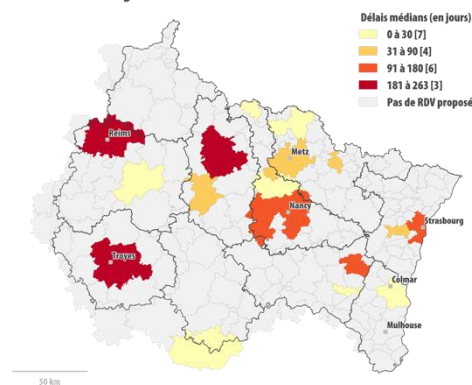 Délais médians (en jours)
0 à 30 [7]
31 à 90 [4]
91 à 180 [6]
181 à 263 [3]
Pas de RDV proposé
Reims
Metz
Nancy
Strasbourg
Troyes
Colmar
Mulhouse
50 km